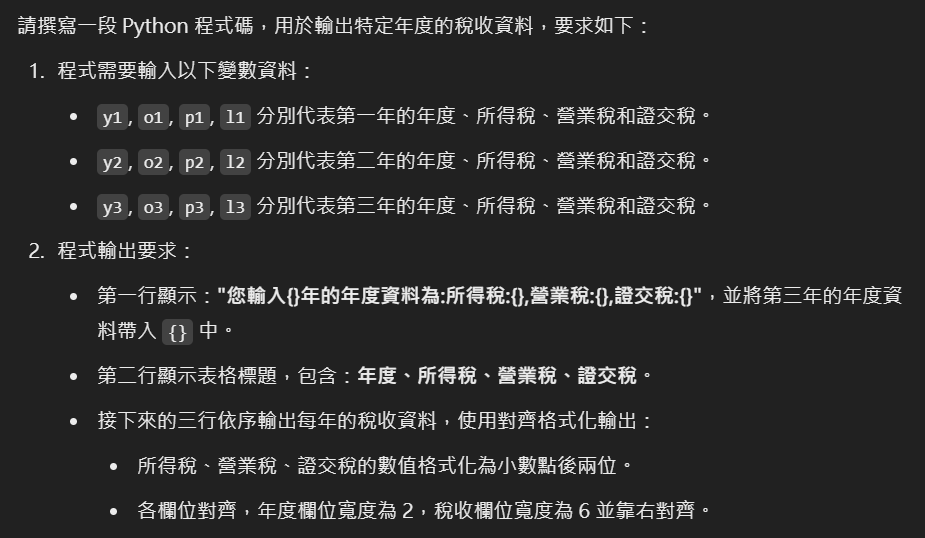 請撰寫一段 Python 程式碼，用於輸出特定年度的稅收資料，要求如下：
1. 程式需要輸入以下變數資料：
• y1, o1, p1, l1 分別代表第一年的年度、所得稅、營業稅和證交稅。
• y2, o2, p2, l2 分別代表第二年的年度、所得稅、營業稅和證交稅。
• y3, o3, p3, l3 分別代表第三年的年度、所得稅、營業稅和證交稅。
2. 程式輸出要求：
• 第一行顯示："您輸入{}年的年度資料為:所得稅:{},營業稅:{},證交稅:{}"，並將第三年的年度資
料帶入 {} 中。
• 第二行顯示表格標題，包含：年度、所得稅、營業稅、證交稅。
• 接下來的三行依序輸出每年的稅收資料，使用對齊格式化輸出：
• 所得稅、營業稅、證交稅的數值格式化為小數點後兩位。
• 各欄位對齊，年度欄位寬度為 2，稅收欄位寬度為 6 並靠右對齊。